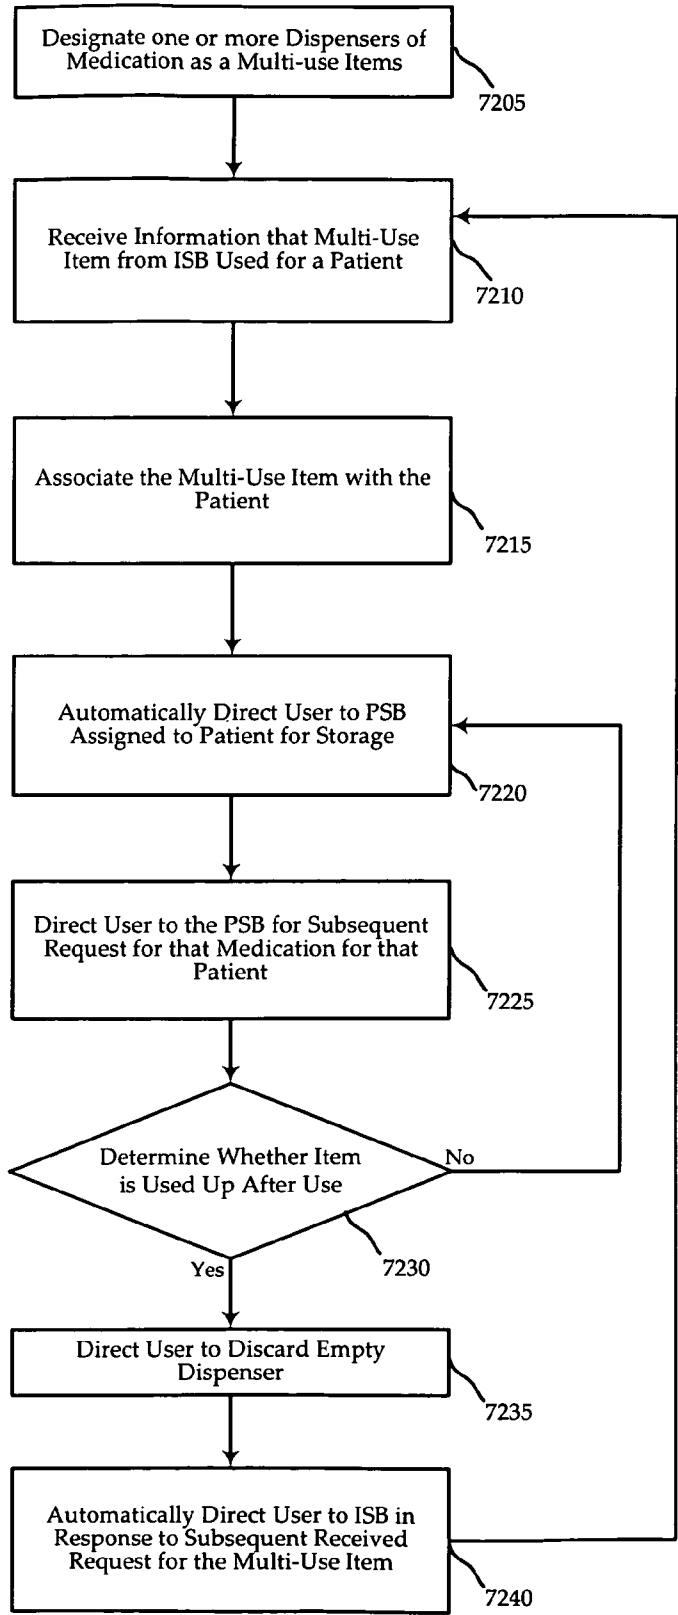 Designate one or more Dispensers of
Medication as a Multi-use Items
7205
Receive Information that Multi-Use
Item from ISB Used for a Patient
7210
Associate the Multi-Use Item with the
Patient
7215
Automatically Direct User to PSB
Assigned to Patient for Storage
7220
Direct User to the PSB for Subsequent
Request for that Medication for that
Patient
7225
Determine Whether Item
is Used Up After Use
No
7230
Yes
Direct User to Discard Empty
Dispenser
7235
Automatically Direct User to ISB in
Response to Subsequent Received
Request for the Multi-Use Item
7240